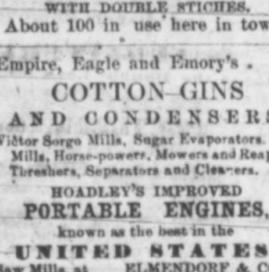 WITH DOUBLE STICHES.
About 100 in use here in tow
Empire, Eagle and Emory's .
COTTON GINS
AND CONDENSERS
Victor Sorgo Mills, Sugar Evaporators.
Mills, Horse-powers, Mowers and Reap
Threshers, Separators and Cleaners.
HOADLEY'S IMPROVED
PORTABLE ENGINES,
known as the best in the
UNITED STATES
Saw Mills at ELMENDORF & C